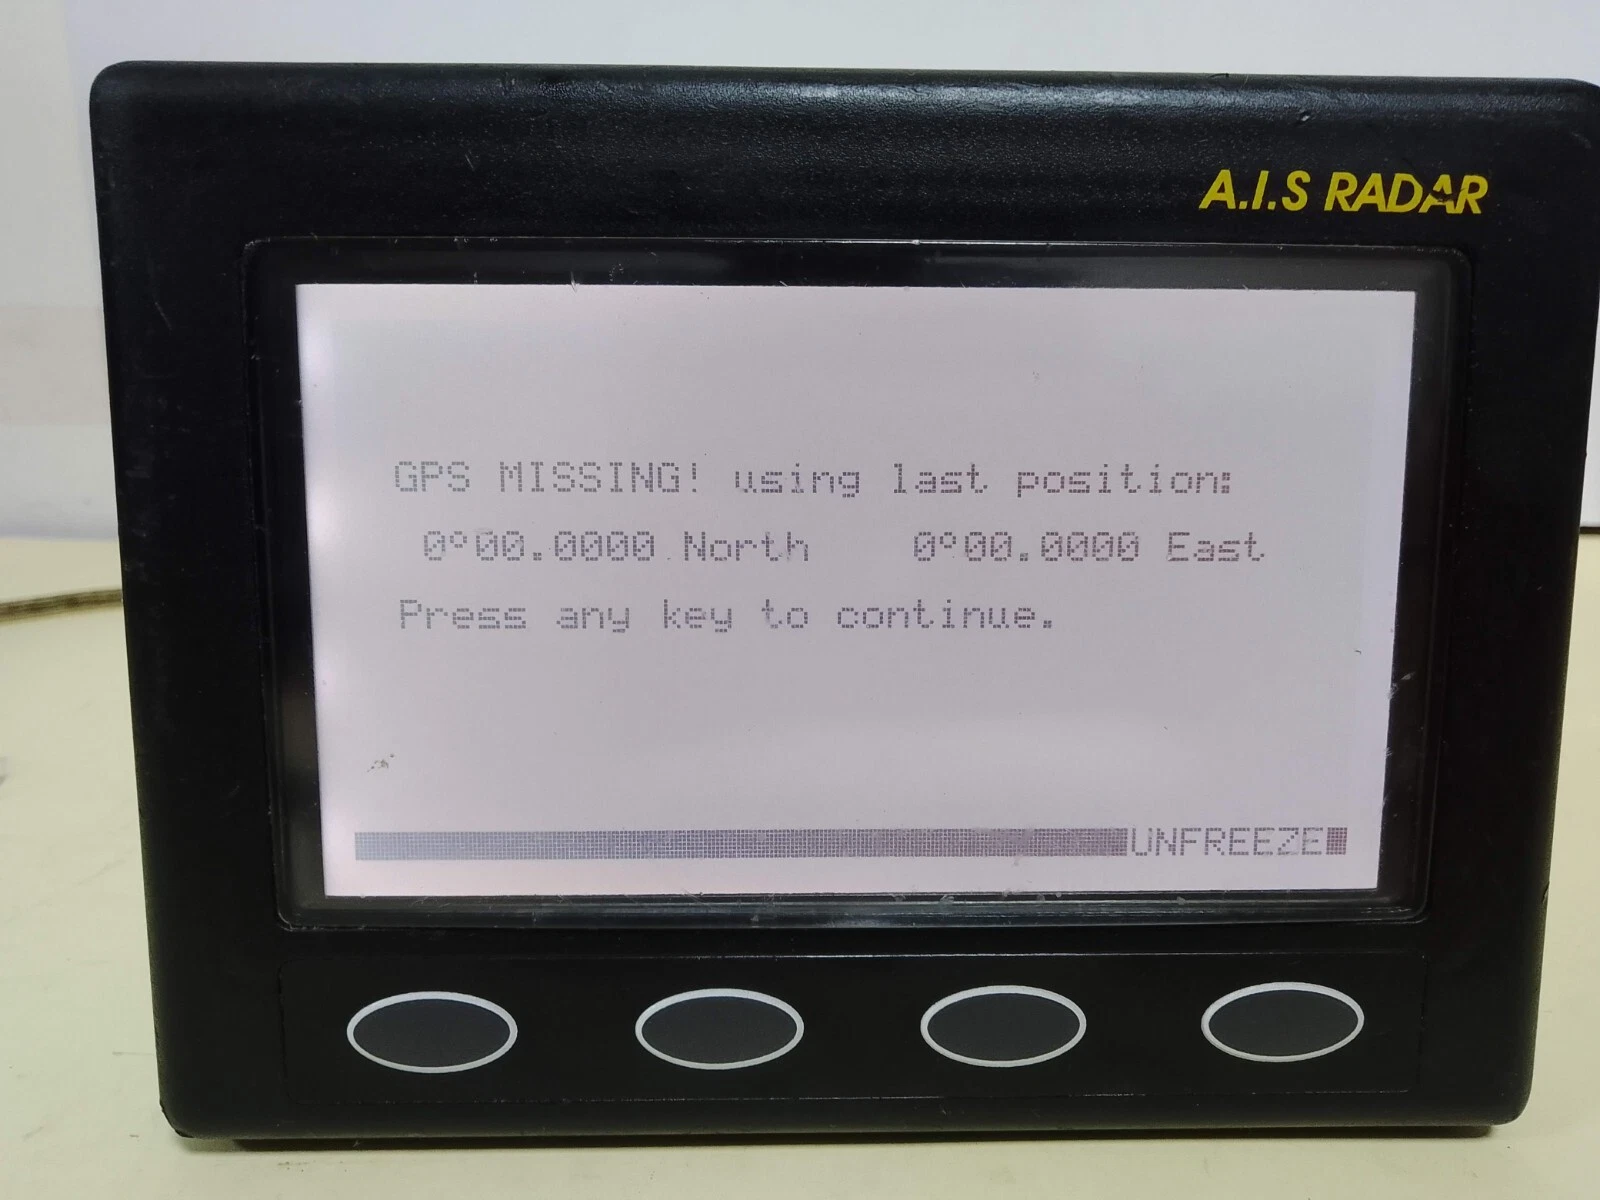 A.I.S RADAR
GPS MISSING! using last position:
0°00.0000 North 0°00.0000 East
Press any key to continue.
UNFREEZE